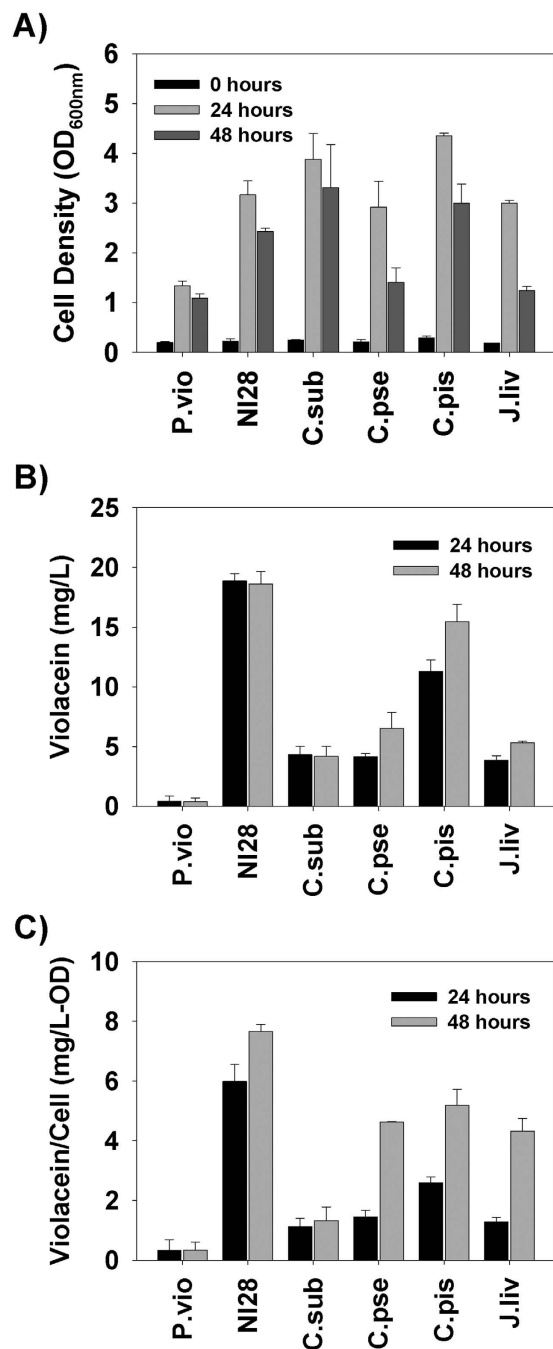 A)
Cell Density (OD600nm)
6
5
4
3
2
1
0
0 hours
24 hours
48 hours
P.vio
NI28
C.sub
C.pse
C.pis
J.liv
B)
Violacein (mg/L)
25
20
15
10
5
0
24 hours
48 hours
P.vio
NI28
C.sub
C.pse
C.pis
J.liv
C)
Violacein/Cell (mg/L-OD)
10
8
6
4
2
0
24 hours
48 hours
P.vio
NI28
C.sub
C.pse
C.pis
J.liv